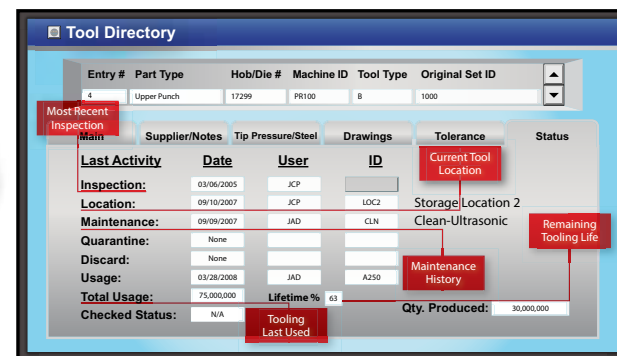 Tool Directory
Entry # Part Type Hob/Die # Machine ID Tool Type Original Set ID
4 Upper Punch 17299 PR100 B 1000
Most Recent
Inspection
Main Supplier/Notes Tip Pressure/Steel Drawings Tolerance Status
Last Activity Date User ID
Current Tool
Location
Inspection: 03/06/2005 JCP
Location: 09/10/2007 JCP LOC2 Storage Location 2
Maintenance: 09/09/2007 JAD CLN Clean-Ultrasonic
Remaining
Tooling Life
Quarantine: None
Discard: None
Maintenance
History
Usage: 03/28/2008 JAD A250
Total Usage: 75,000,000 Lifetime % 63
Qty. Produced: 30,000,000
Checked Status: N/A
Tooling
Last Used